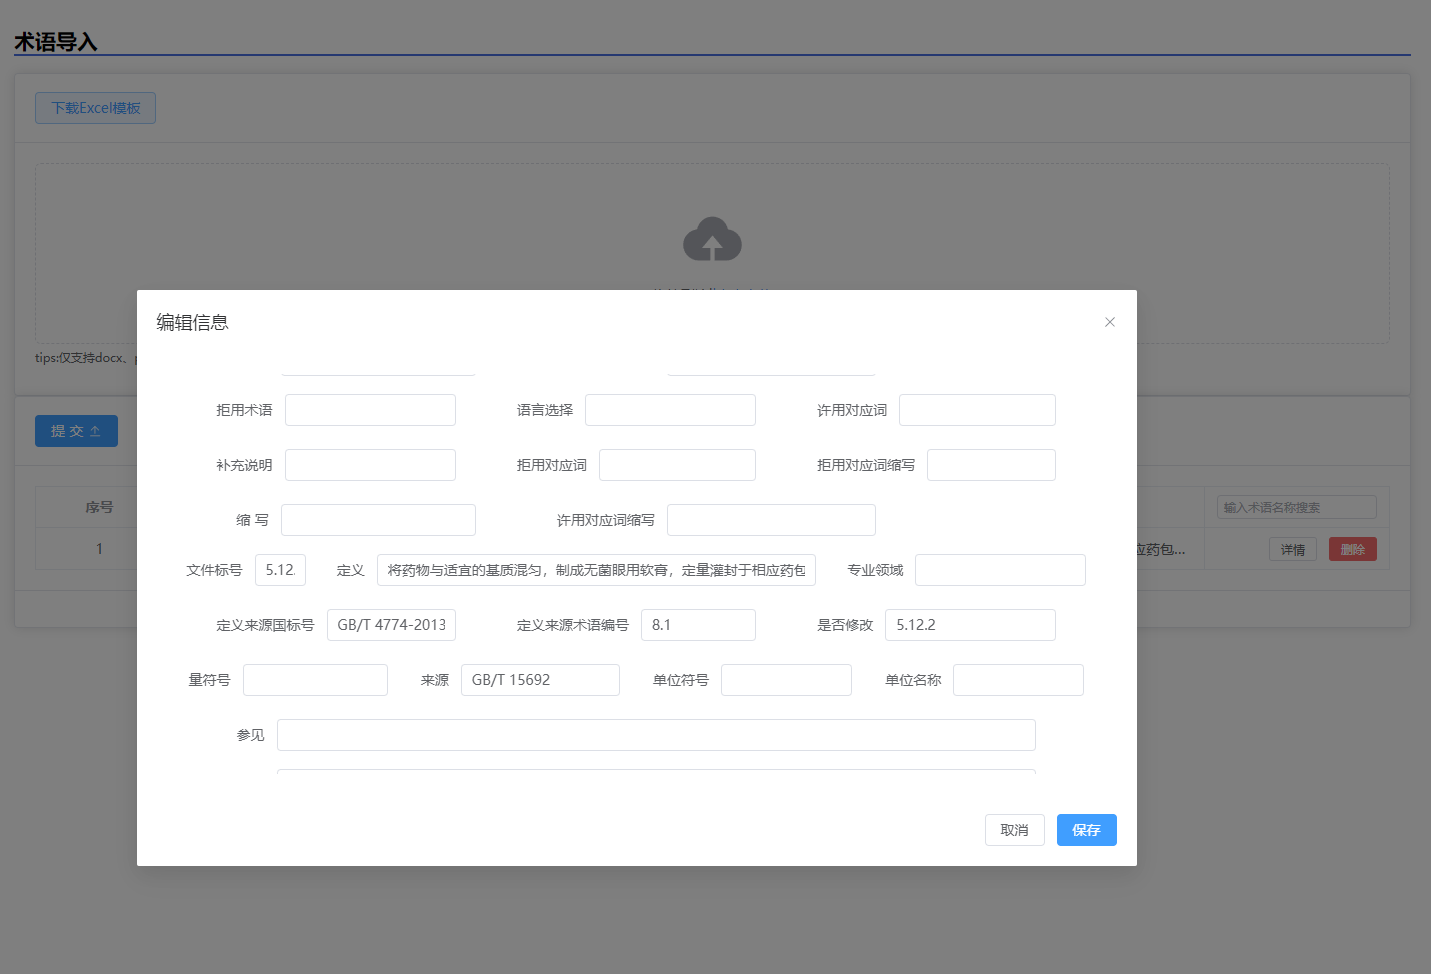 术语导入
下载Excel模板
tips:仅支持docx、
编辑信息
拒用术语 语言选择 许用对应词
提 交
补充说明 拒用对应词 拒用对应词缩写
序号 输入术语名称搜索
缩 写 许用对应词缩写
1 应药包... 详情 删除
文件标号 5.12. 定义 将药物与适宜的基质混匀，制成无菌眼用软膏，定量灌封于相应药包 专业领域
定义来源国标号 GB/T 4774-2013 定义来源术语编号 8.1 是否修改 5.12.2
量符号 来源 GB/T 15692 单位符号 单位名称
参见
取消 保存